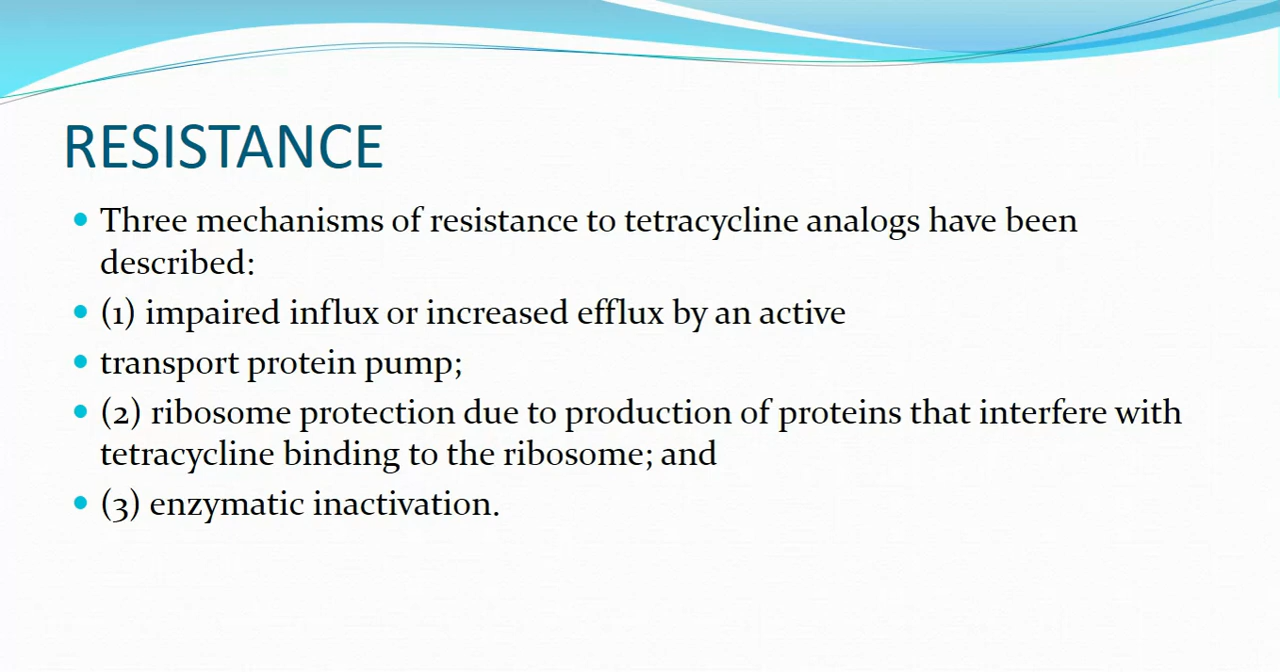 RESISTANCE
• Three mechanisms of resistance to tetracycline analogs have been
described:
• (1) impaired influx or increased efflux by an active
• transport protein pump;
• (2) ribosome protection due to production of proteins that interfere with
tetracycline binding to the ribosome; and
• (3) enzymatic inactivation.